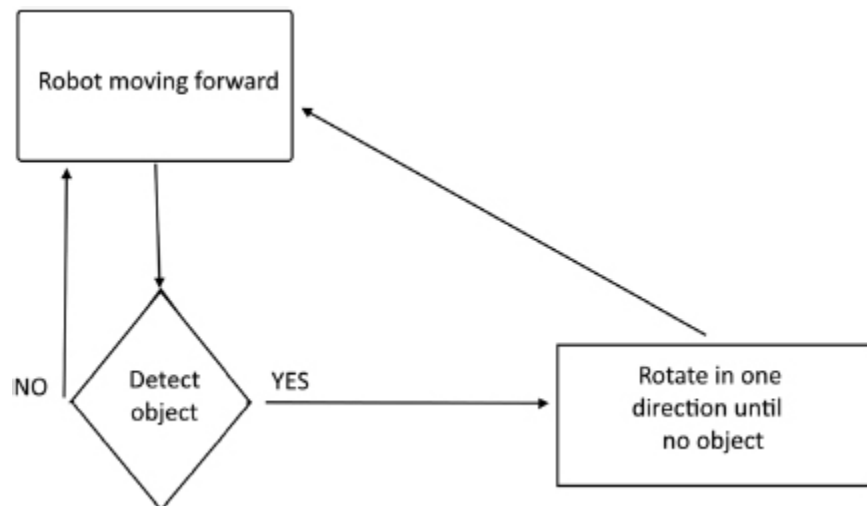 Robot moving forward
NO
Detect
object
YES
Rotate in one
direction until
no object